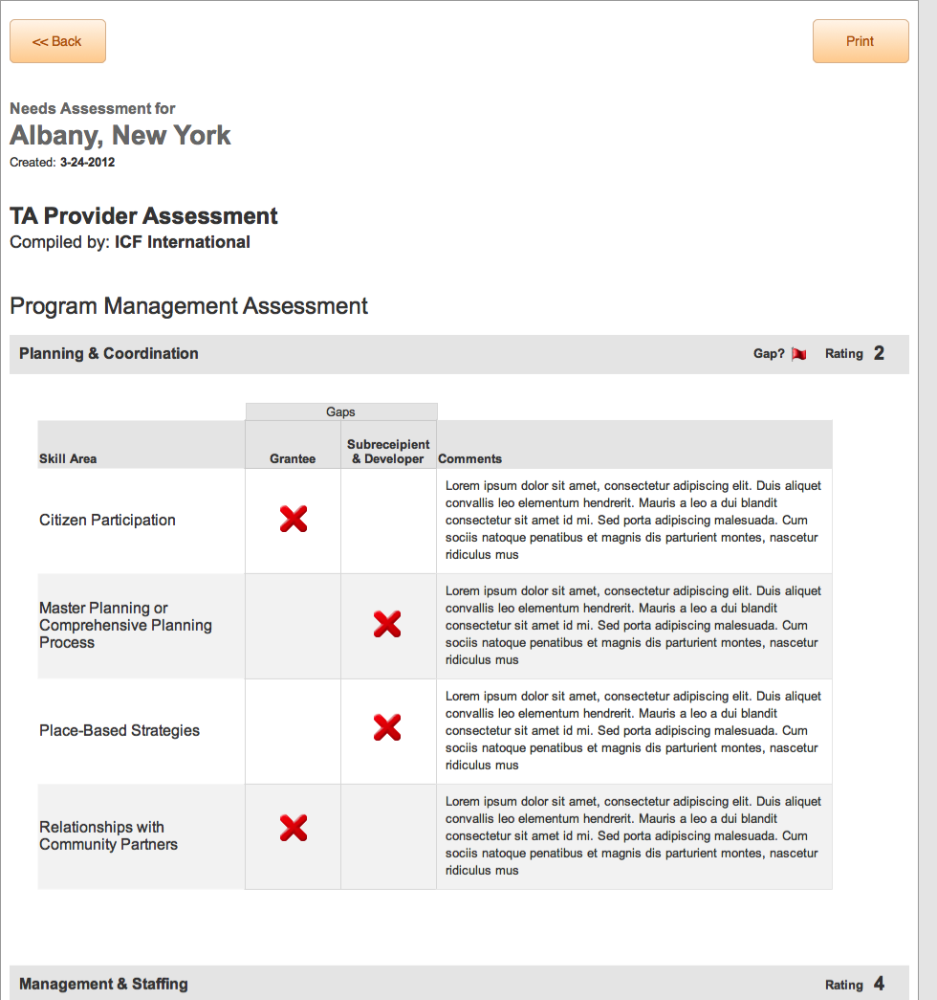 << Back
Print
Needs Assessment for
Albany, New York
Created: 3-24-2012
TA Provider Assessment
Compiled by: ICF International
Program Management Assessment
Planning & Coordination Gap? Rating 2
Gaps
Skill Area Grantee Subreceipient & Developer Comments
Citizen Participation
Lorem ipsum dolor sit amet, consectetur adipiscing elit. Duis aliquet
convallis leo elementum hendrerit. Mauris a leo a dui blandit
consectetur sit amet id mi. Sed porta adipiscing malesuada. Cum
sociis natoque penatibus et magnis dis parturient montes, nascetur
ridiculus mus
Master Planning or
Comprehensive Planning
Process
Lorem ipsum dolor sit amet, consectetur adipiscing elit. Duis aliquet
convallis leo elementum hendrerit. Mauris a leo a dui blandit
consectetur sit amet id mi. Sed porta adipiscing malesuada. Cum
sociis natoque penatibus et magnis dis parturient montes, nascetur
ridiculus mus
Place-Based Strategies
Lorem ipsum dolor sit amet, consectetur adipiscing elit. Duis aliquet
convallis leo elementum hendrerit. Mauris a leo a dui blandit
consectetur sit amet id mi. Sed porta adipiscing malesuada. Cum
sociis natoque penatibus et magnis dis parturient montes, nascetur
ridiculus mus
Relationships with
Community Partners
Lorem ipsum dolor sit amet, consectetur adipiscing elit. Duis aliquet
convallis leo elementum hendrerit. Mauris a leo a dui blandit
consectetur sit amet id mi. Sed porta adipiscing malesuada. Cum
sociis natoque penatibus et magnis dis parturient montes, nascetur
ridiculus mus
Management & Staffing Rating 4